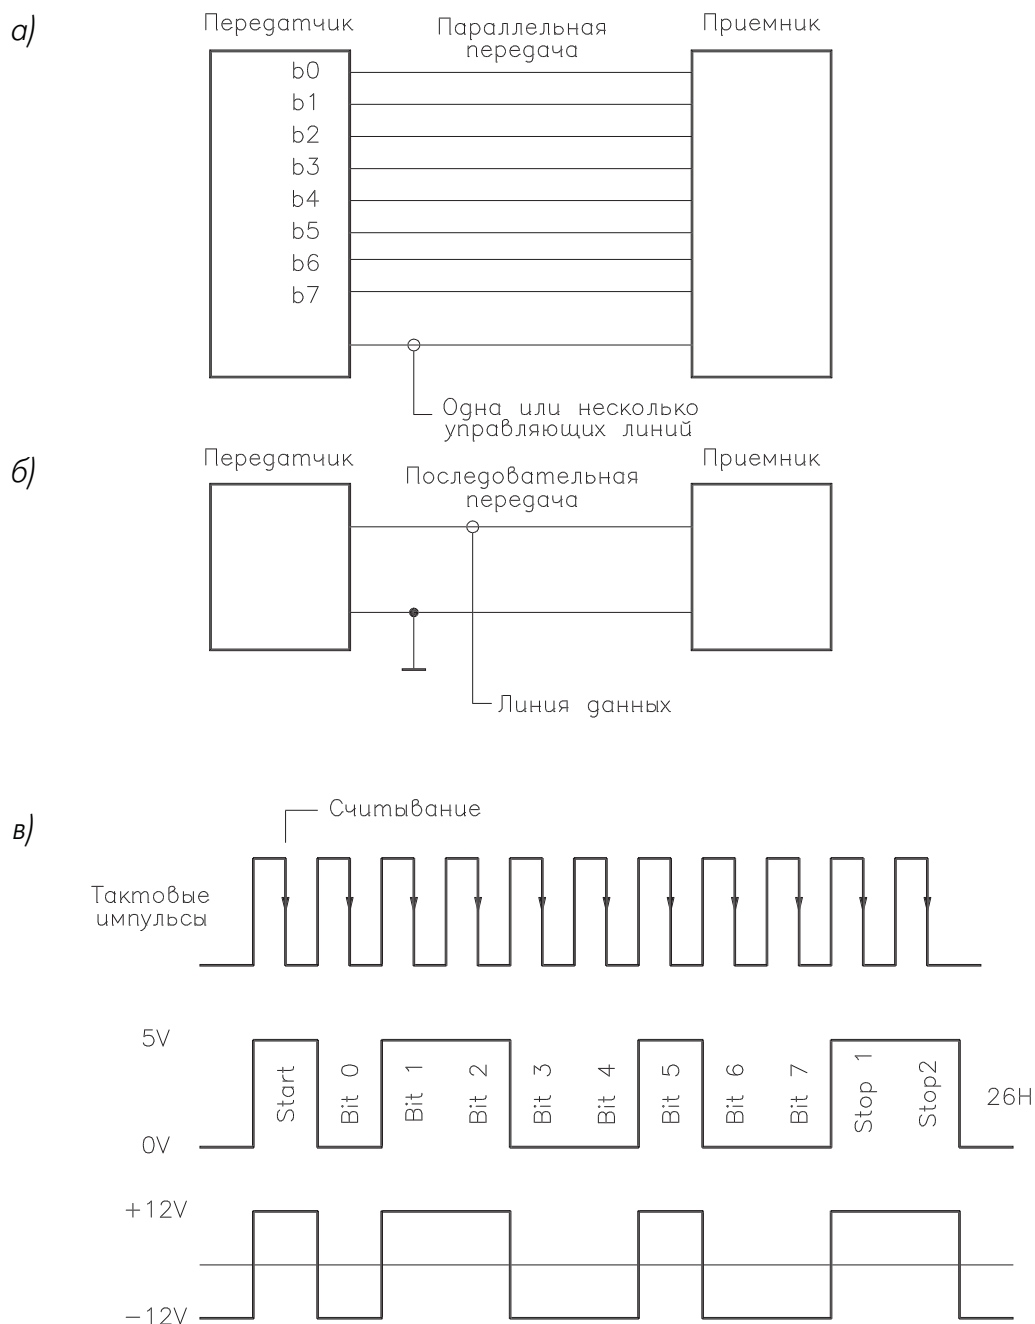 а)
Передатчик
Параллельная
передача
Приемник
b0
b1
b2
b3
b4
b5
b6
b7
Одна или несколько
управляющих линий
б)
Передатчик
Последовательная
передача
Приемник
Линия данных
в)
Считывание
Тактовые
импульсы
5V
Start
Bit 0
Bit 1
Bit 2
Bit 3
Bit 4
Bit 5
Bit 6
Bit 7
Stop 1
Stop2
26H
0V
+12V
−12V